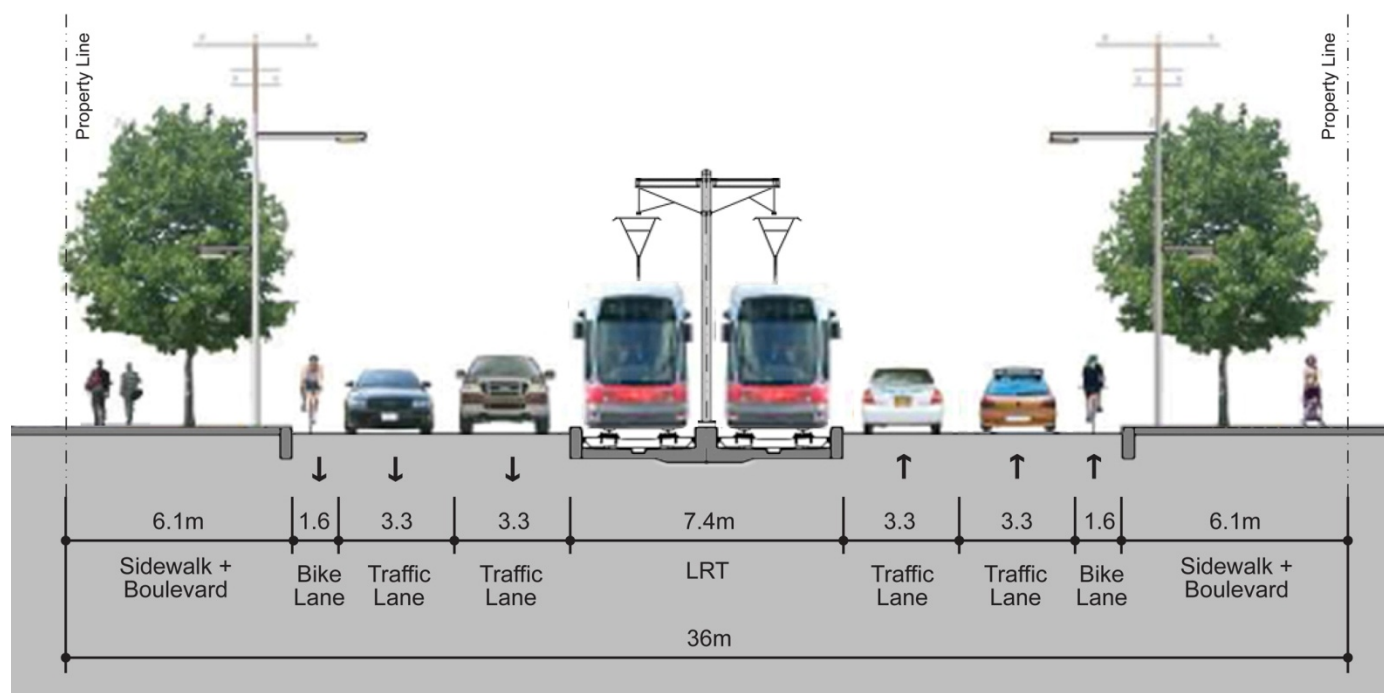 Property Line
Property Line
6.1m
1.6
3.3
3.3
7.4m
3.3
3.3
1.6
6.1m
Sidewalk +
Boulevard
Bike
Lane
Traffic
Lane
Traffic
Lane
LRT
Traffic
Lane
Traffic
Lane
Bike
Lane
Sidewalk +
Boulevard
36m